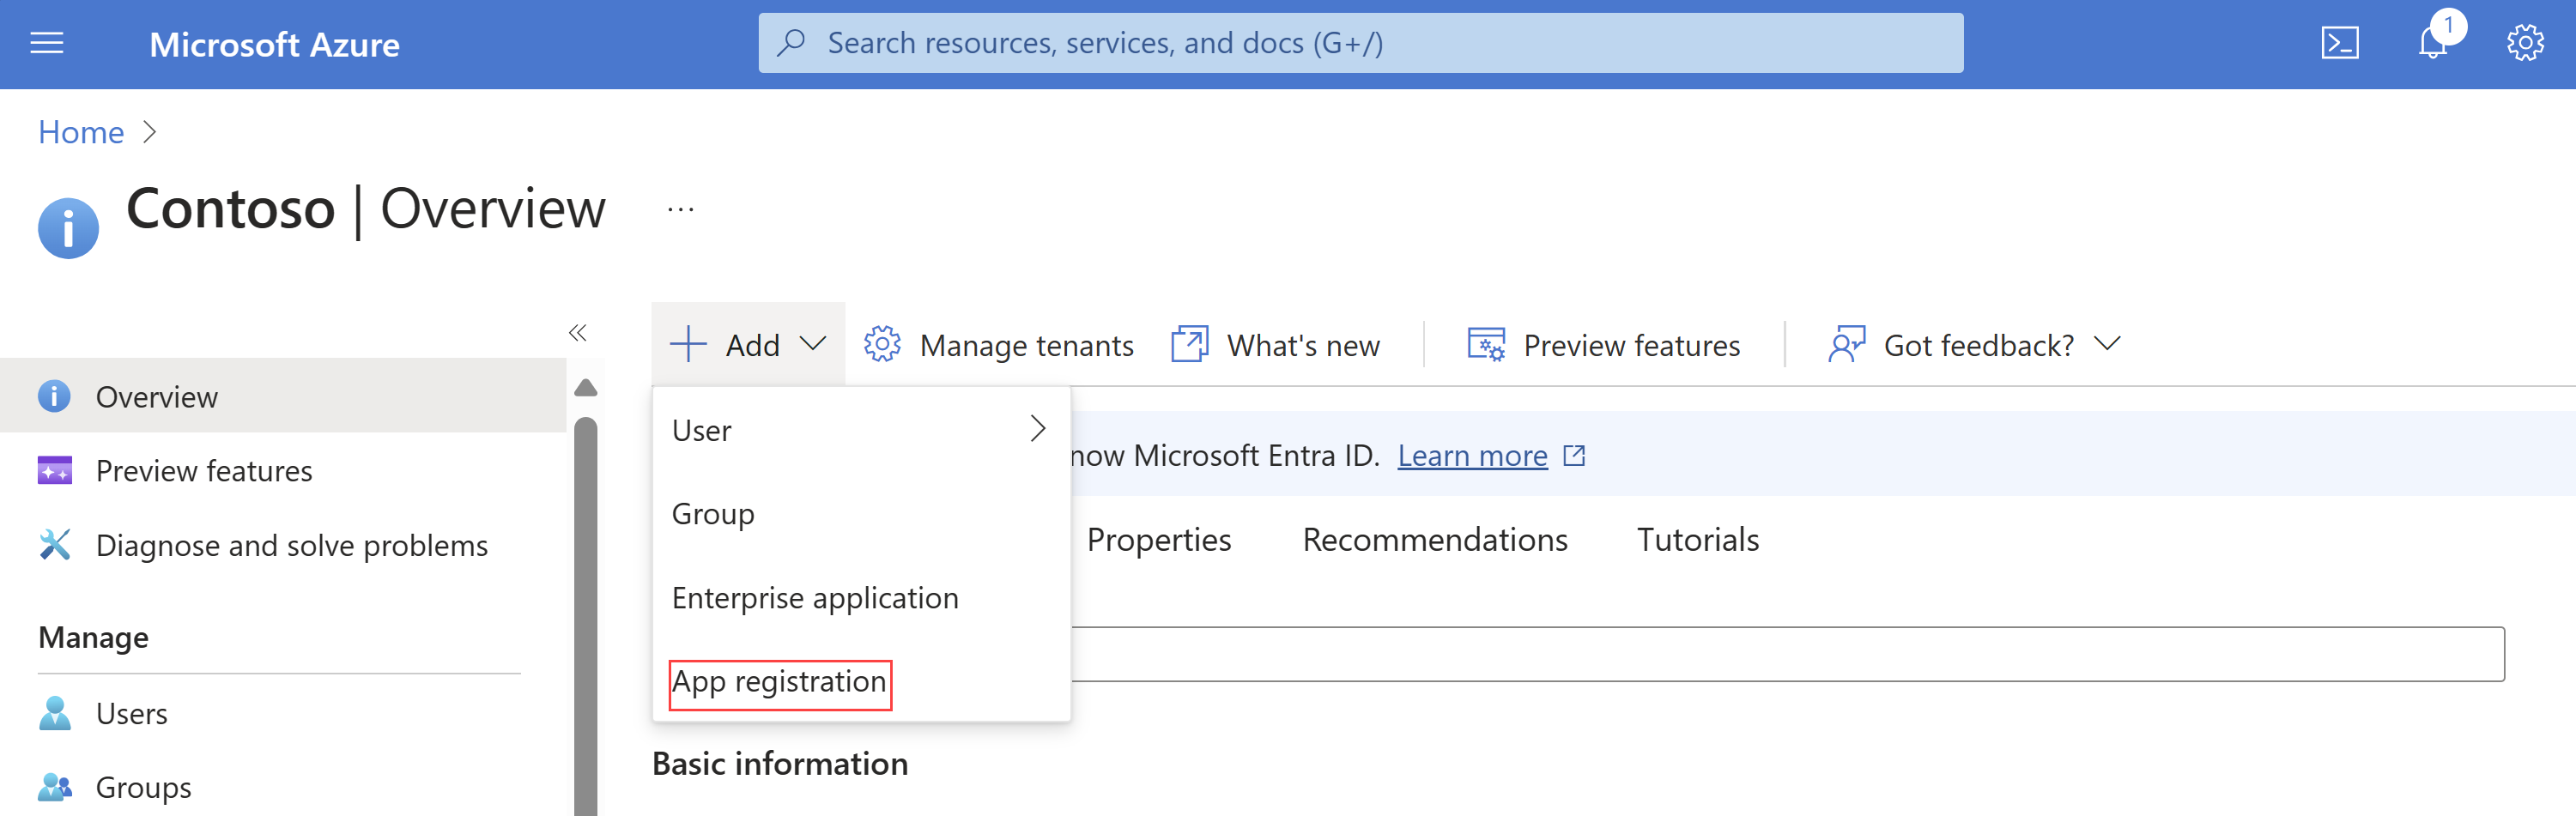 Microsoft Azure
Search resources, services, and docs (G+/)
1
Home
Contoso | Overview
...
Add
Manage tenants
What's new
Preview features
Got feedback?
Overview
Preview features
Diagnose and solve problems
Manage
Users
Groups
User
Group
Enterprise application
App registration
now Microsoft Entra ID. Learn more
Properties
Recommendations
Tutorials
Basic information